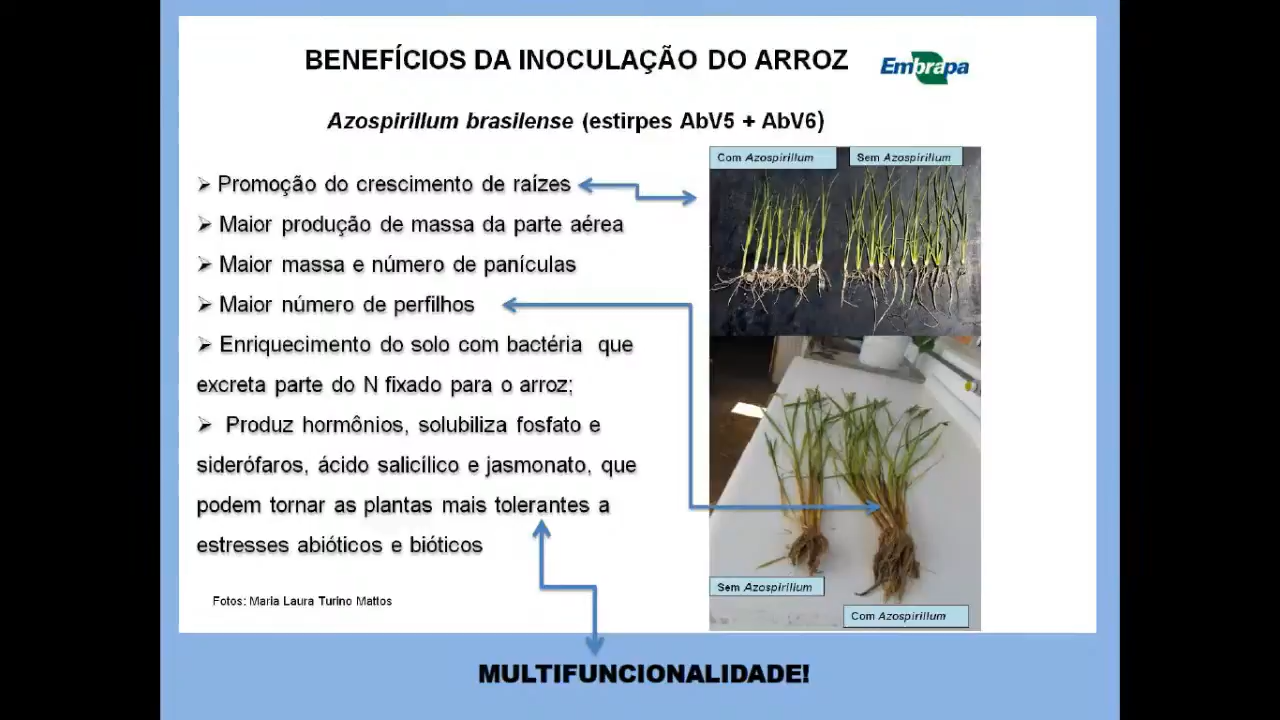 BENEFÍCIOS DA INOCULAÇÃO DO ARROZ
Embrapa
Azospirillum brasilense (estirpes AbV5 + AbV6)
Com Azospirillum
Sem Azospirillum
➢ Promoção do crescimento de raízes
➢ Maior produção de massa da parte aérea
➢ Maior massa e número de panículas
➢ Maior número de perfilhos
➢ Enriquecimento do solo com bactéria que
excreta parte do N fixado para o arroz;
➢ Produz hormônios, solubiliza fosfato e
siderófaros, ácido salicílico e jasmonato, que
podem tornar as plantas mais tolerantes a
estresses abióticos e bióticos
Sem Azospirilium
Com Azospirillum
Fotos: Maria Laura Turino Mattos
MULTIFUNCIONALIDADE!